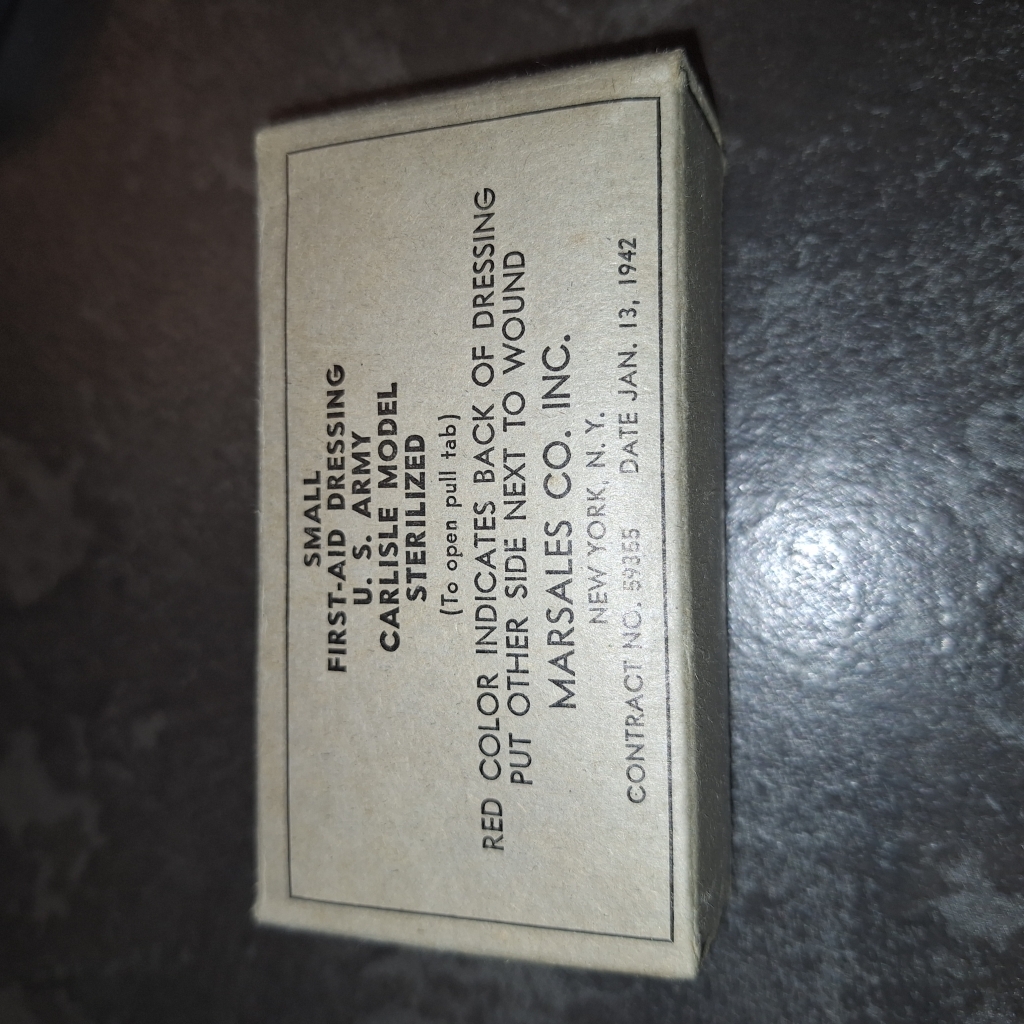 SMALL
FIRST-AID DRESSING
U. S. ARMY
CARLISLE MODEL
STERILIZED
(To open pull tab)
RED COLOR INDICATES BACK OF DRESSING
PUT OTHER SIDE NEXT TO WOUND
MARSALES CO. INC.
NEW YORK, N. Y.
CONTRACT NO. 59355 DATE JAN. 13, 1942